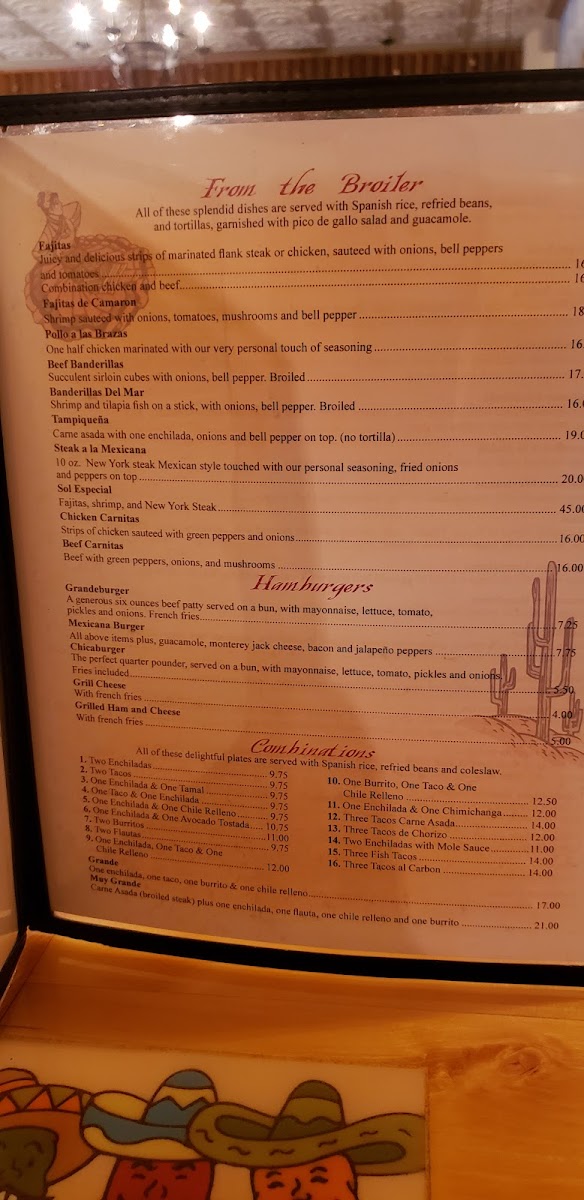 From the Broiler
All of these splendid dishes are served with Spanish rice, refried beans,
and tortillas, garnished with pico de gallo salad and guacamole.
Fajitas
Juicy and delicious strips of marinated flank steak or chicken, sauteed with onions, bell peppers
and tomatoes 16
Combination chicken and beef 16
Fajitas de Camaron
Shrimp sauteed with onions, tomatoes, mushrooms and bell pepper 18
Pollo a las Brazas
One half chicken marinated with our very personal touch of seasoning 16.
Beef Banderillas
Succulent sirloin cubes with onions, bell pepper. Broiled 17.
Banderillas Del Mar
Shrimp and tilapia fish on a stick, with onions, bell pepper. Broiled 16.0
Tampiqueña
Carne asada with one enchilada, onions and bell pepper on top. (no tortilla) 19.0
Steak a la Mexicana
10 oz. New York steak Mexican style touched with our personal seasoning, fried onions
and peppers on top 20.0
Sol Especial
Fajitas, shrimp, and New York Steak 45.00
Chicken Carnitas
Strips of chicken sauteed with green peppers and onions 16.00
Beef Carnitas
Beef with green peppers, onions, and mushrooms 16.00
Hamburgers
Grandeburger
A generous six ounces beef patty served on a bun, with mayonnaise, lettuce, tomato,
pickles and onions. French fries 7.25
Mexicana Burger
All above items plus, guacamole, monterey jack cheese, bacon and jalapeño peppers 7.75
Chicaburger
The perfect quarter pounder, served on a bun, with mayonnaise, lettuce, tomato, pickles and onions.
Fries included 5.50
Grill Cheese
With french fries 4.00
Grilled Ham and Cheese
With french fries 5.00
Combinations
All of these delightful plates are served with Spanish rice, refried beans and coleslaw.
1. Two Enchiladas 9.75
2. Two Tacos 9.75
3. One Enchilada & One Tamal 9.75
4. One Taco & One Enchilada 9.75
5. One Enchilada & One Chile Relleno 9.75
6. One Enchilada & One Avocado Tostada 10.75
7. Two Burritos 11.00
8. Two Flautas 9.75
9. One Enchilada, One Taco & One
Chile Relleno 12.00
10. One Burrito, One Taco & One
Chile Relleno 12.50
11. One Enchilada & One Chimichanga 12.00
12. Three Tacos Carne Asada 14.00
13. Three Tacos de Chorizo 12.00
14. Two Enchiladas with Mole Sauce 11.00
15. Three Fish Tacos 14.00
16. Three Tacos al Carbon 14.00
Grande
One enchilada, one taco, one burrito & one chile relleno 17.00
Muy Grande
Carne Asada (broiled steak) plus one enchilada, one flauta, one chile relleno and one burrito 21.00